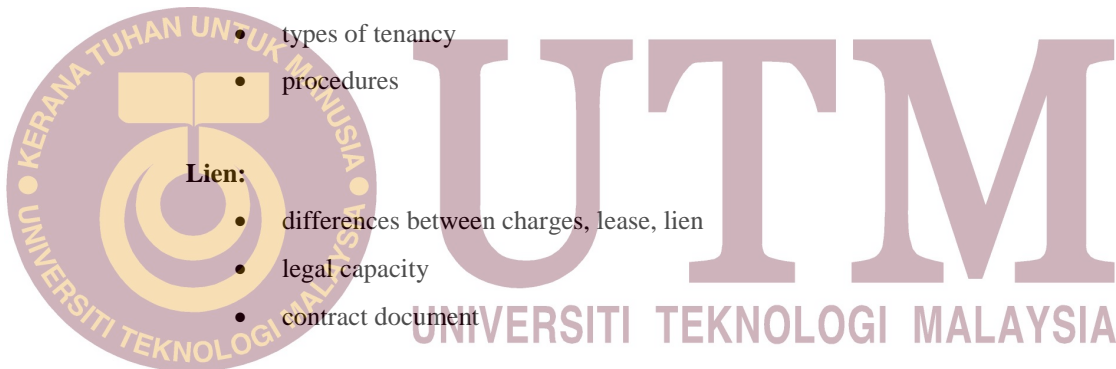 • types of tenancy
• procedures
Lien:
• differences between charges, lease, lien
• legal capacity
• contract document
UTM
UNIVERSITI TEKNOLOGI MALAYSIA
KERANA TUHAN UNTUK MANUSIA
UNIVERSITI TEKNOLOGI MALAYSIA